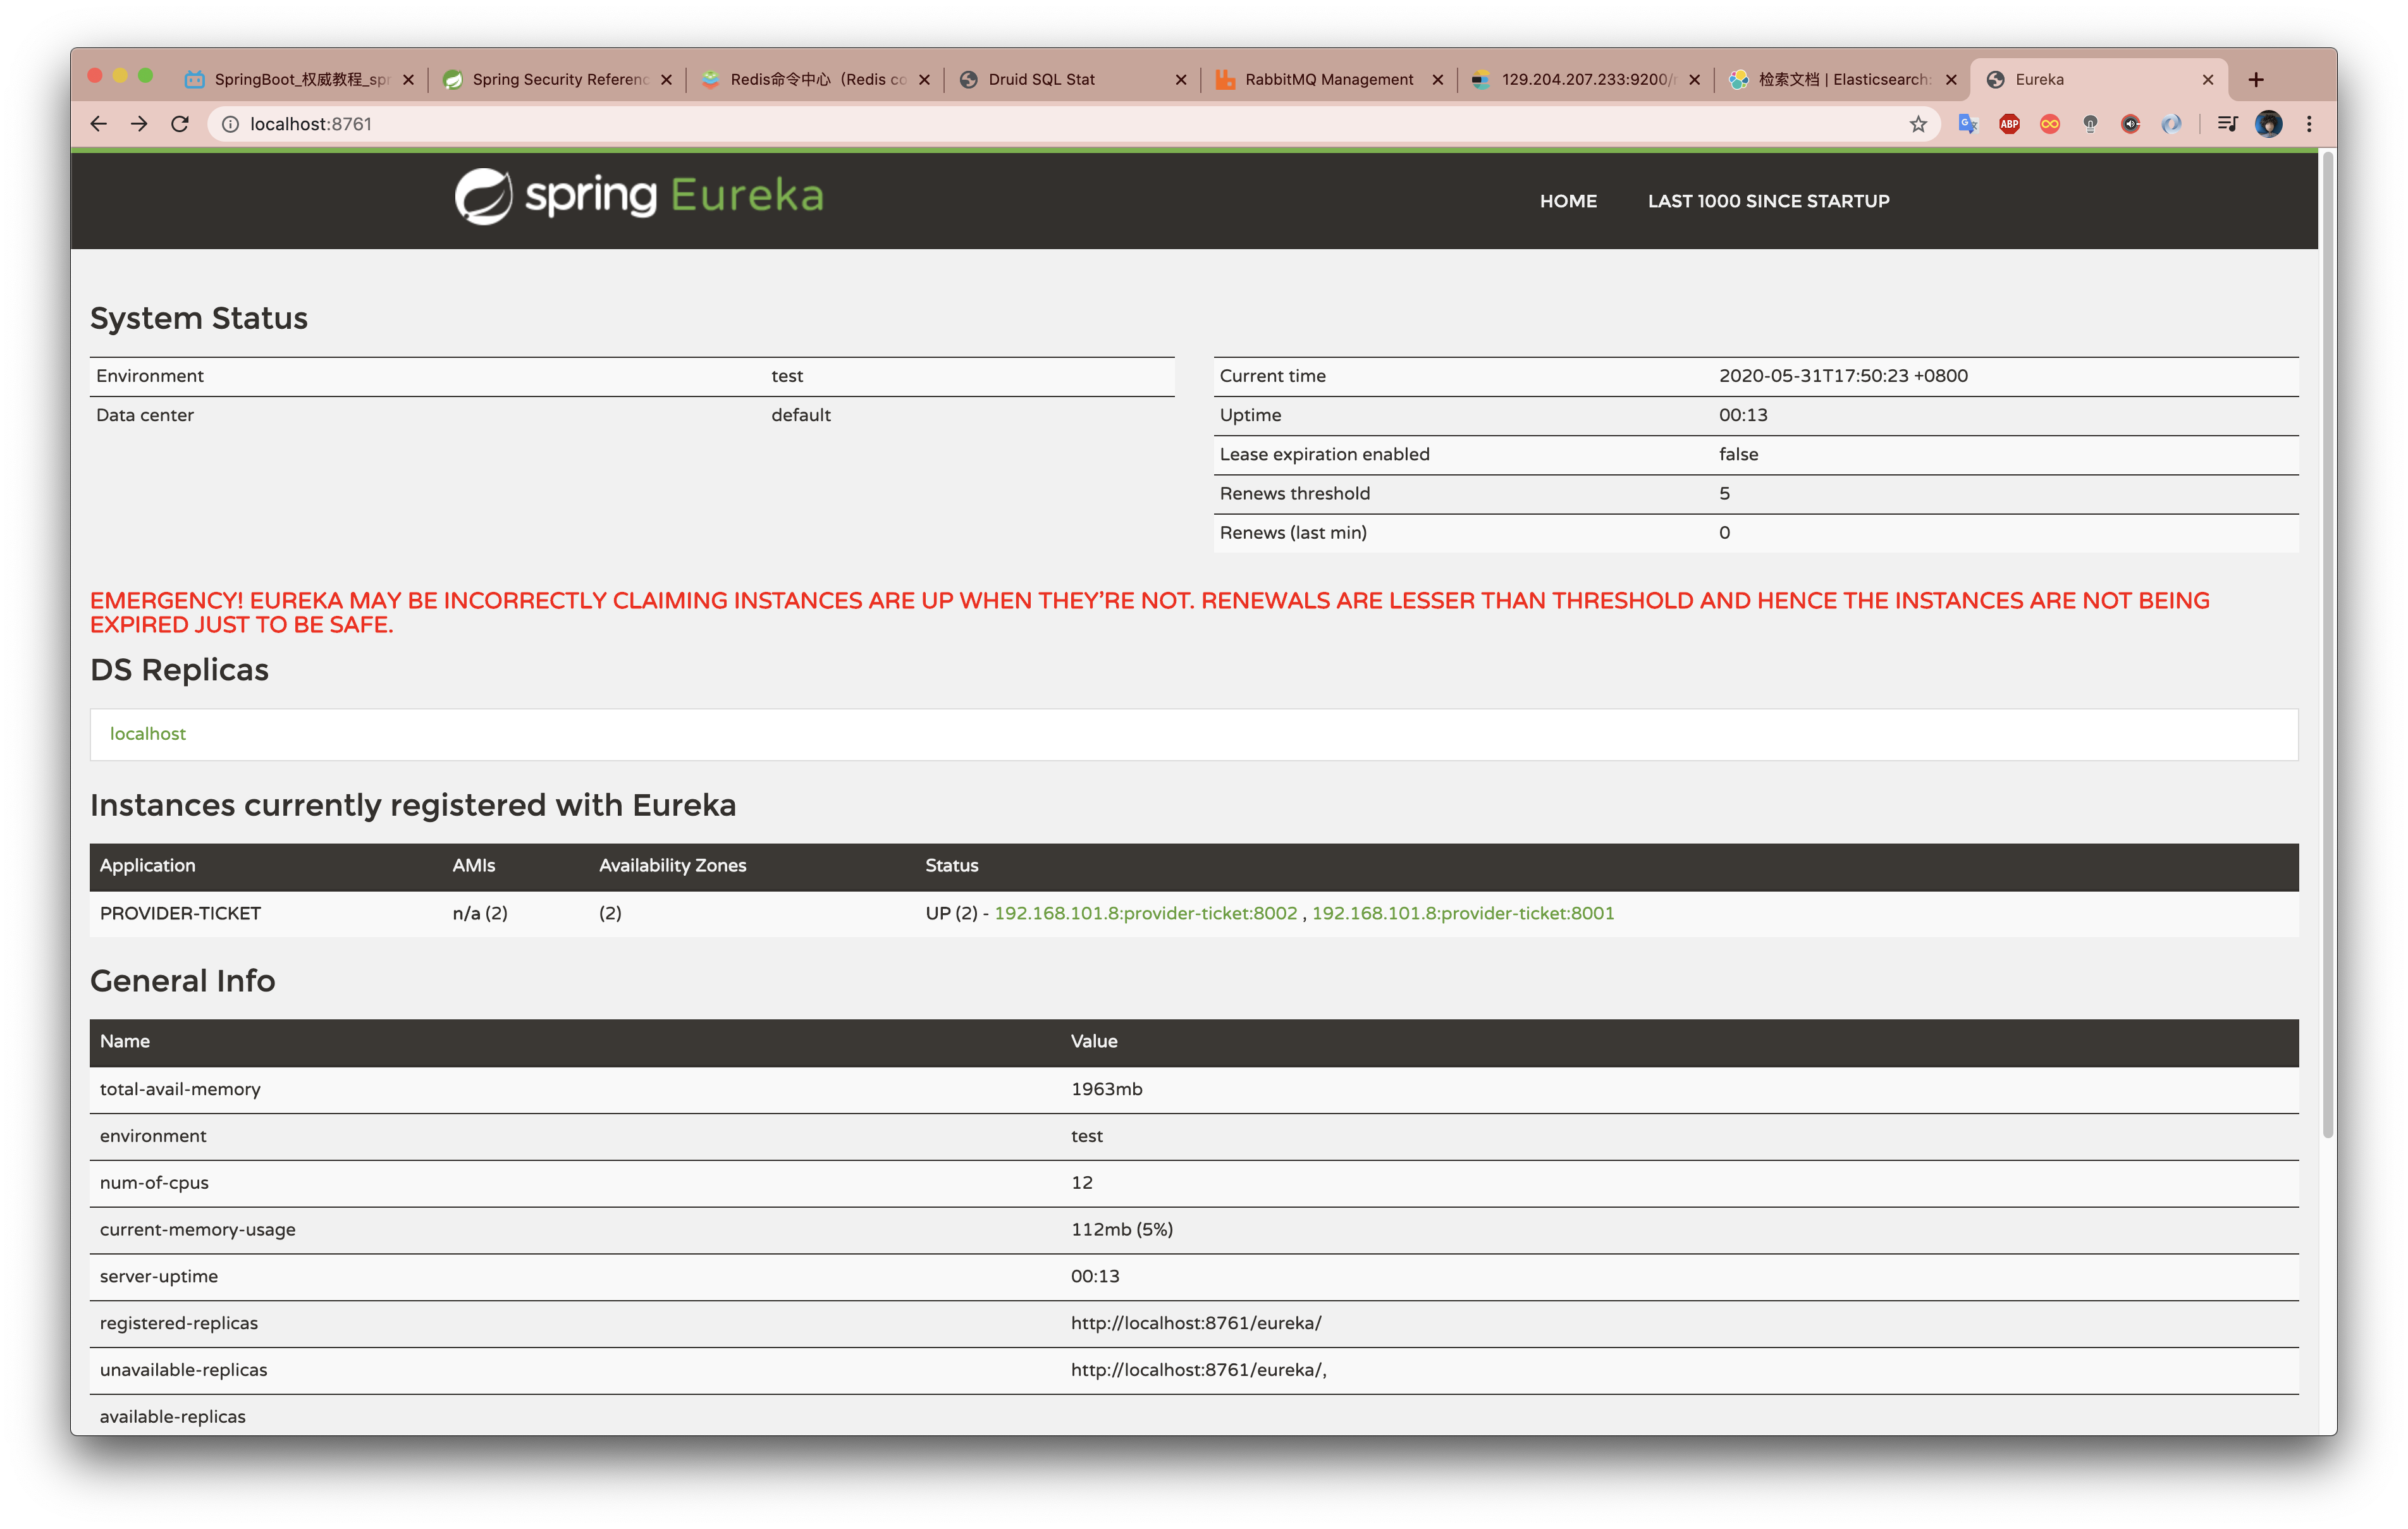 SpringBoot_权威教程_spr
Spring Security Referenc
Redis命令中心（Redis co
Druid SQL Stat
RabbitMQ Management
129.204.207.233:9200/
检索文档 | Elasticsearch:
Eureka
localhost:8761
ABP
spring Eureka
HOME
LAST 1000 SINCE STARTUP
System Status
Environment test
Data center default
Current time 2020-05-31T17:50:23 +0800
Uptime 00:13
Lease expiration enabled false
Renews threshold 5
Renews (last min) 0
EMERGENCY! EUREKA MAY BE INCORRECTLY CLAIMING INSTANCES ARE UP WHEN THEY'RE NOT. RENEWALS ARE LESSER THAN THRESHOLD AND HENCE THE INSTANCES ARE NOT BEING
EXPIRED JUST TO BE SAFE.
DS Replicas
localhost
Instances currently registered with Eureka
Application AMIs Availability Zones Status
PROVIDER-TICKET n/a (2) (2) UP (2) - 192.168.101.8:provider-ticket:8002 , 192.168.101.8:provider-ticket:8001
General Info
Name Value
total-avail-memory 1963mb
environment test
num-of-cpus 12
current-memory-usage 112mb (5%)
server-uptime 00:13
registered-replicas http://localhost:8761/eureka/
unavailable-replicas http://localhost:8761/eureka/,
available-replicas